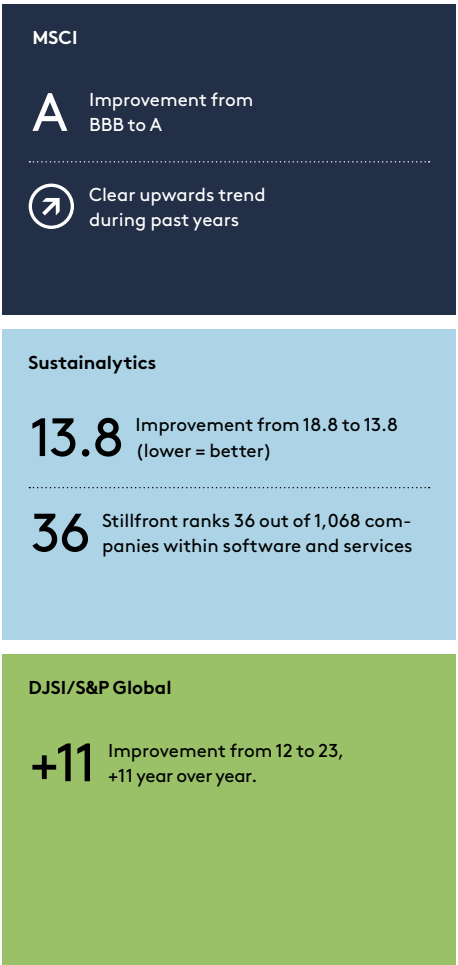 MSCI
A
Improvement from
BBB to A
Clear upwards trend
during past years
Sustainalytics
13.8
Improvement from 18.8 to 13.8
(lower = better)
36
Stillfront ranks 36 out of 1,068 com-
panies within software and services
DJSI/S&P Global
+11
Improvement from 12 to 23,
+11 year over year.